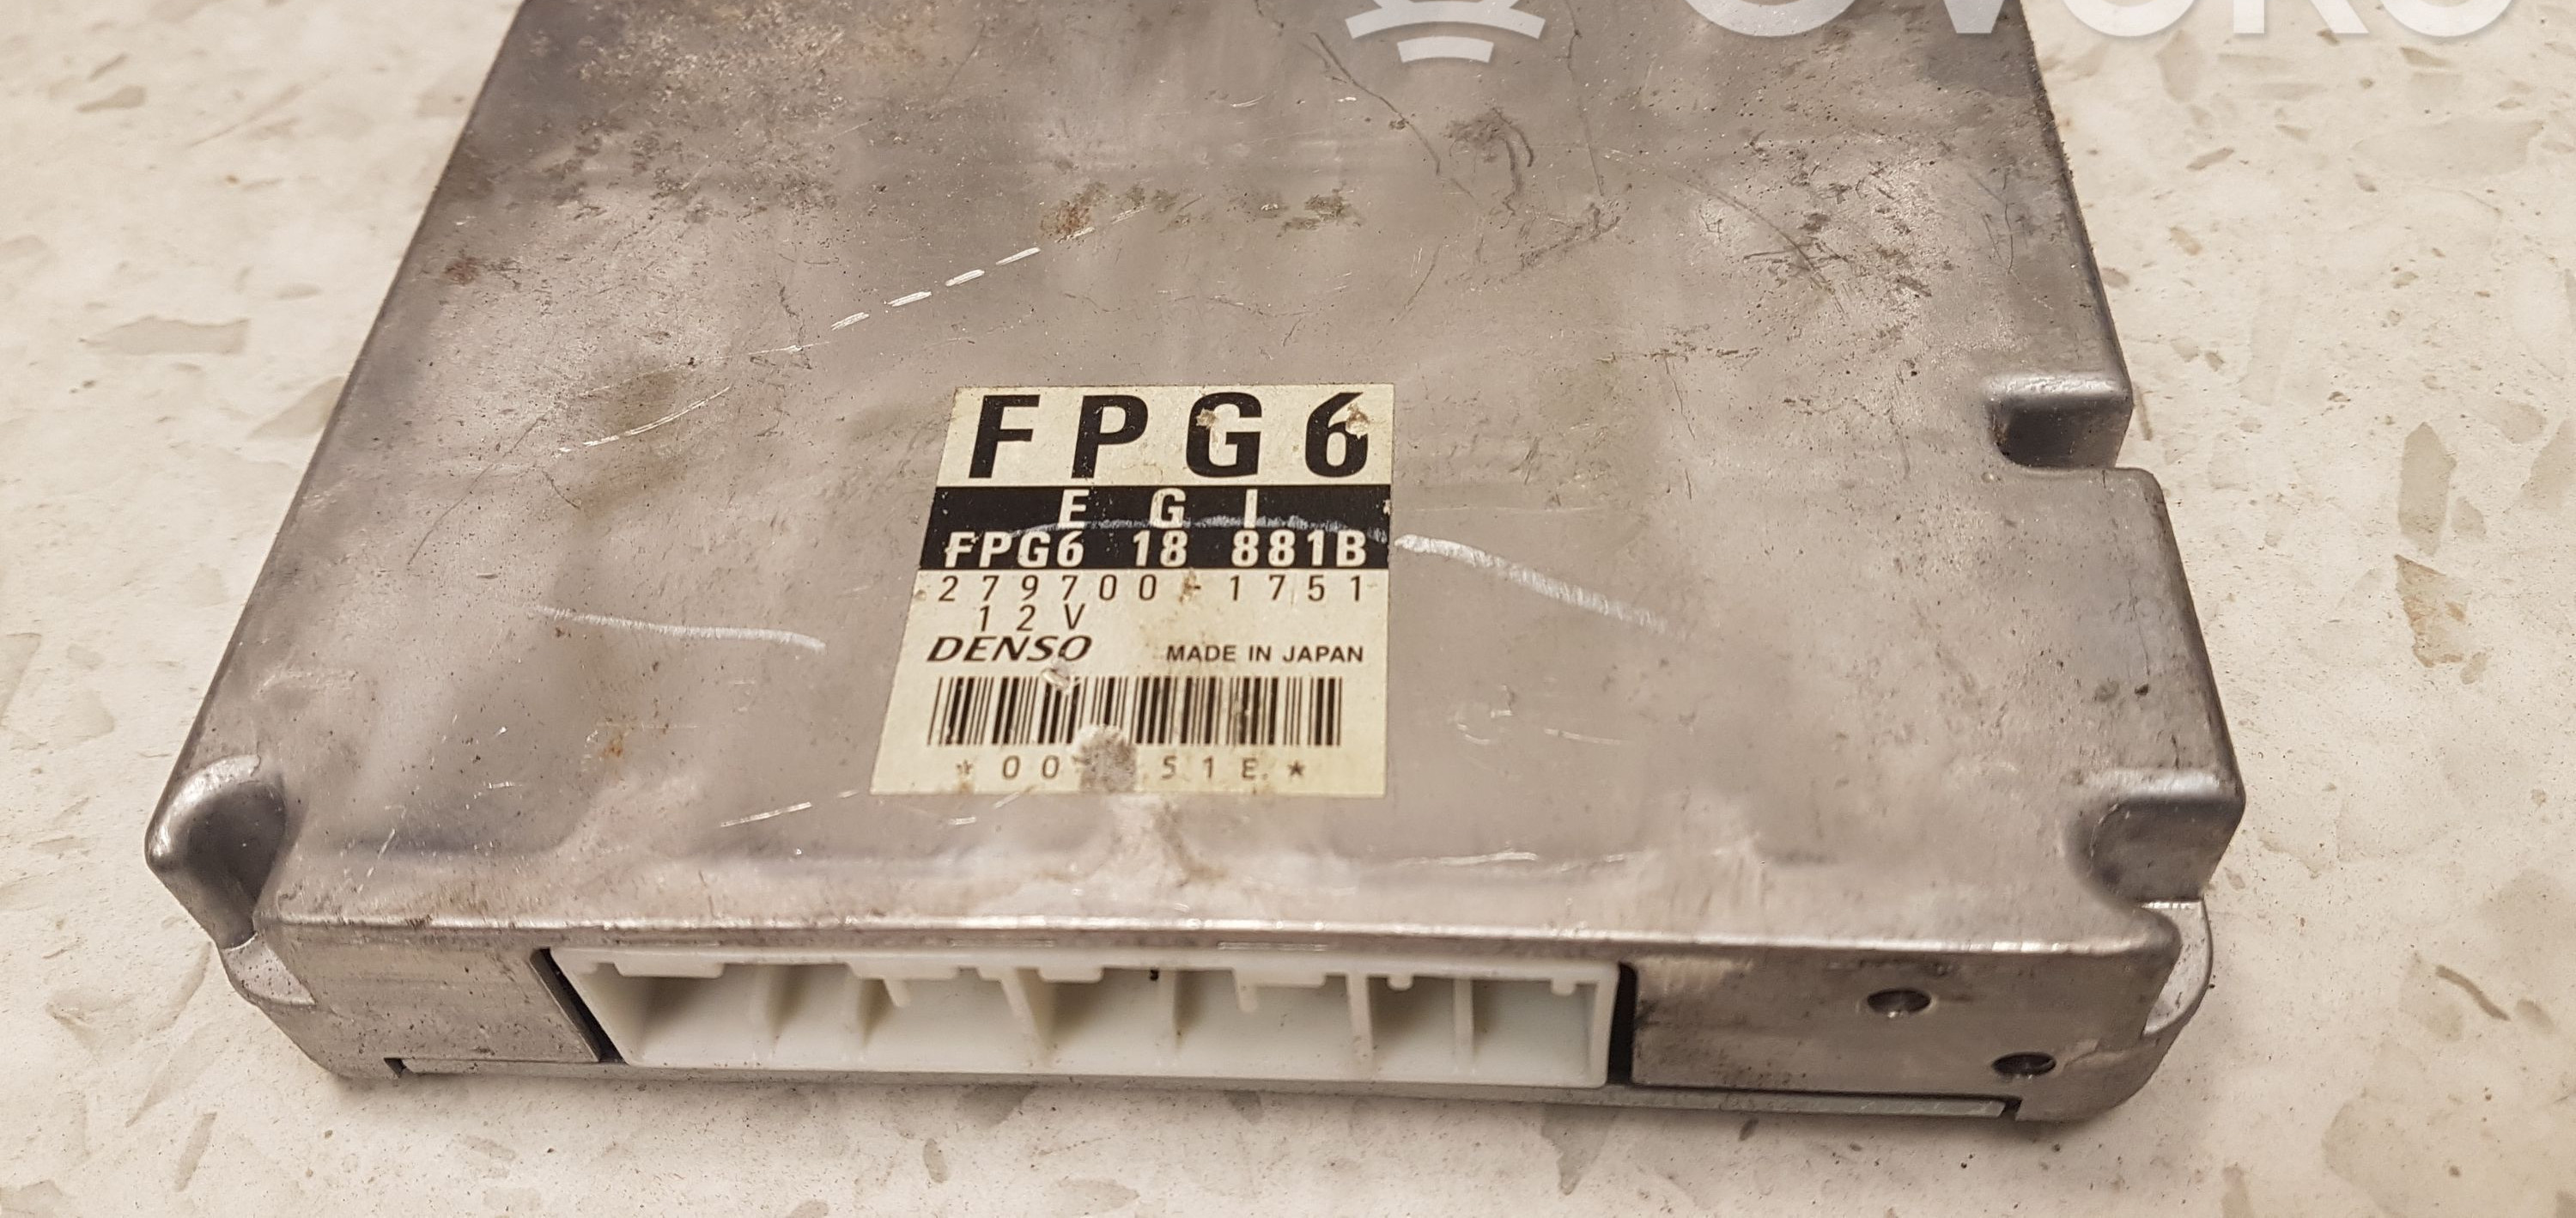 FPG6
EGI
FPG6 18 881B
279700-1751
12V
DENSO MADE IN JAPAN